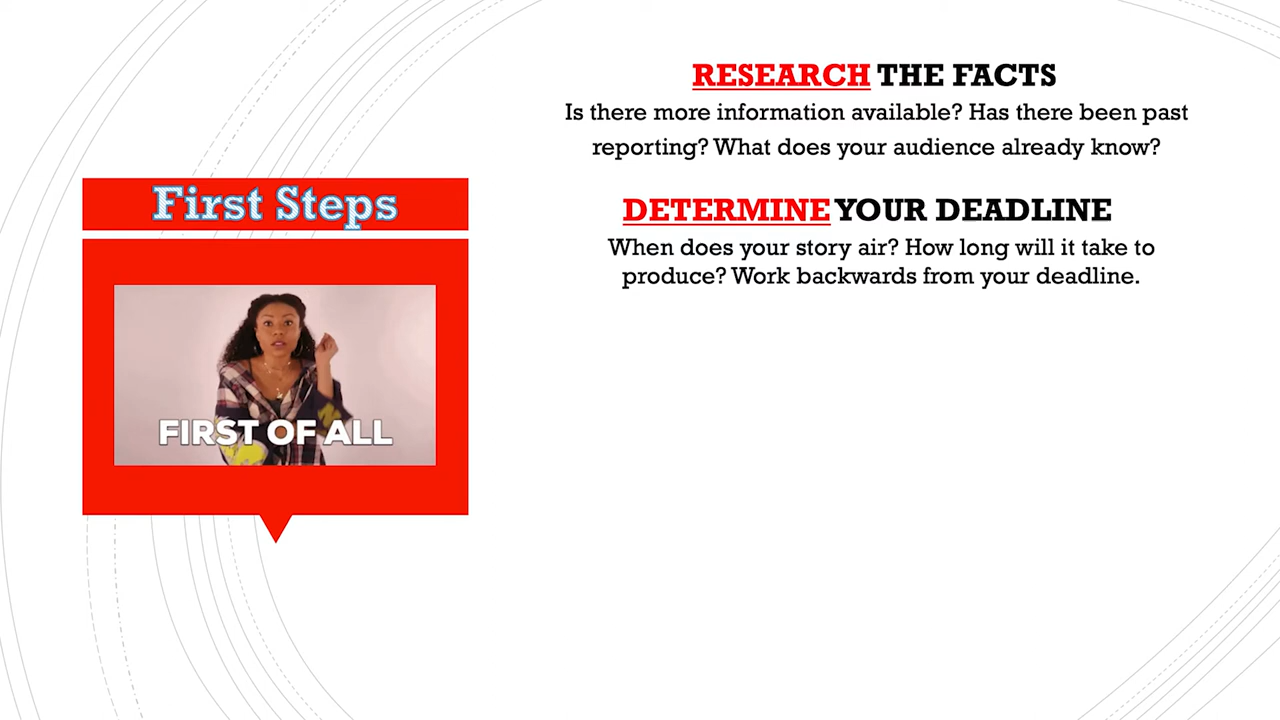 First Steps
FIRST OF ALL
RESEARCH THE FACTS
Is there more information available? Has there been past
reporting? What does your audience already know?
DETERMINE YOUR DEADLINE
When does your story air? How long will it take to
produce? Work backwards from your deadline.